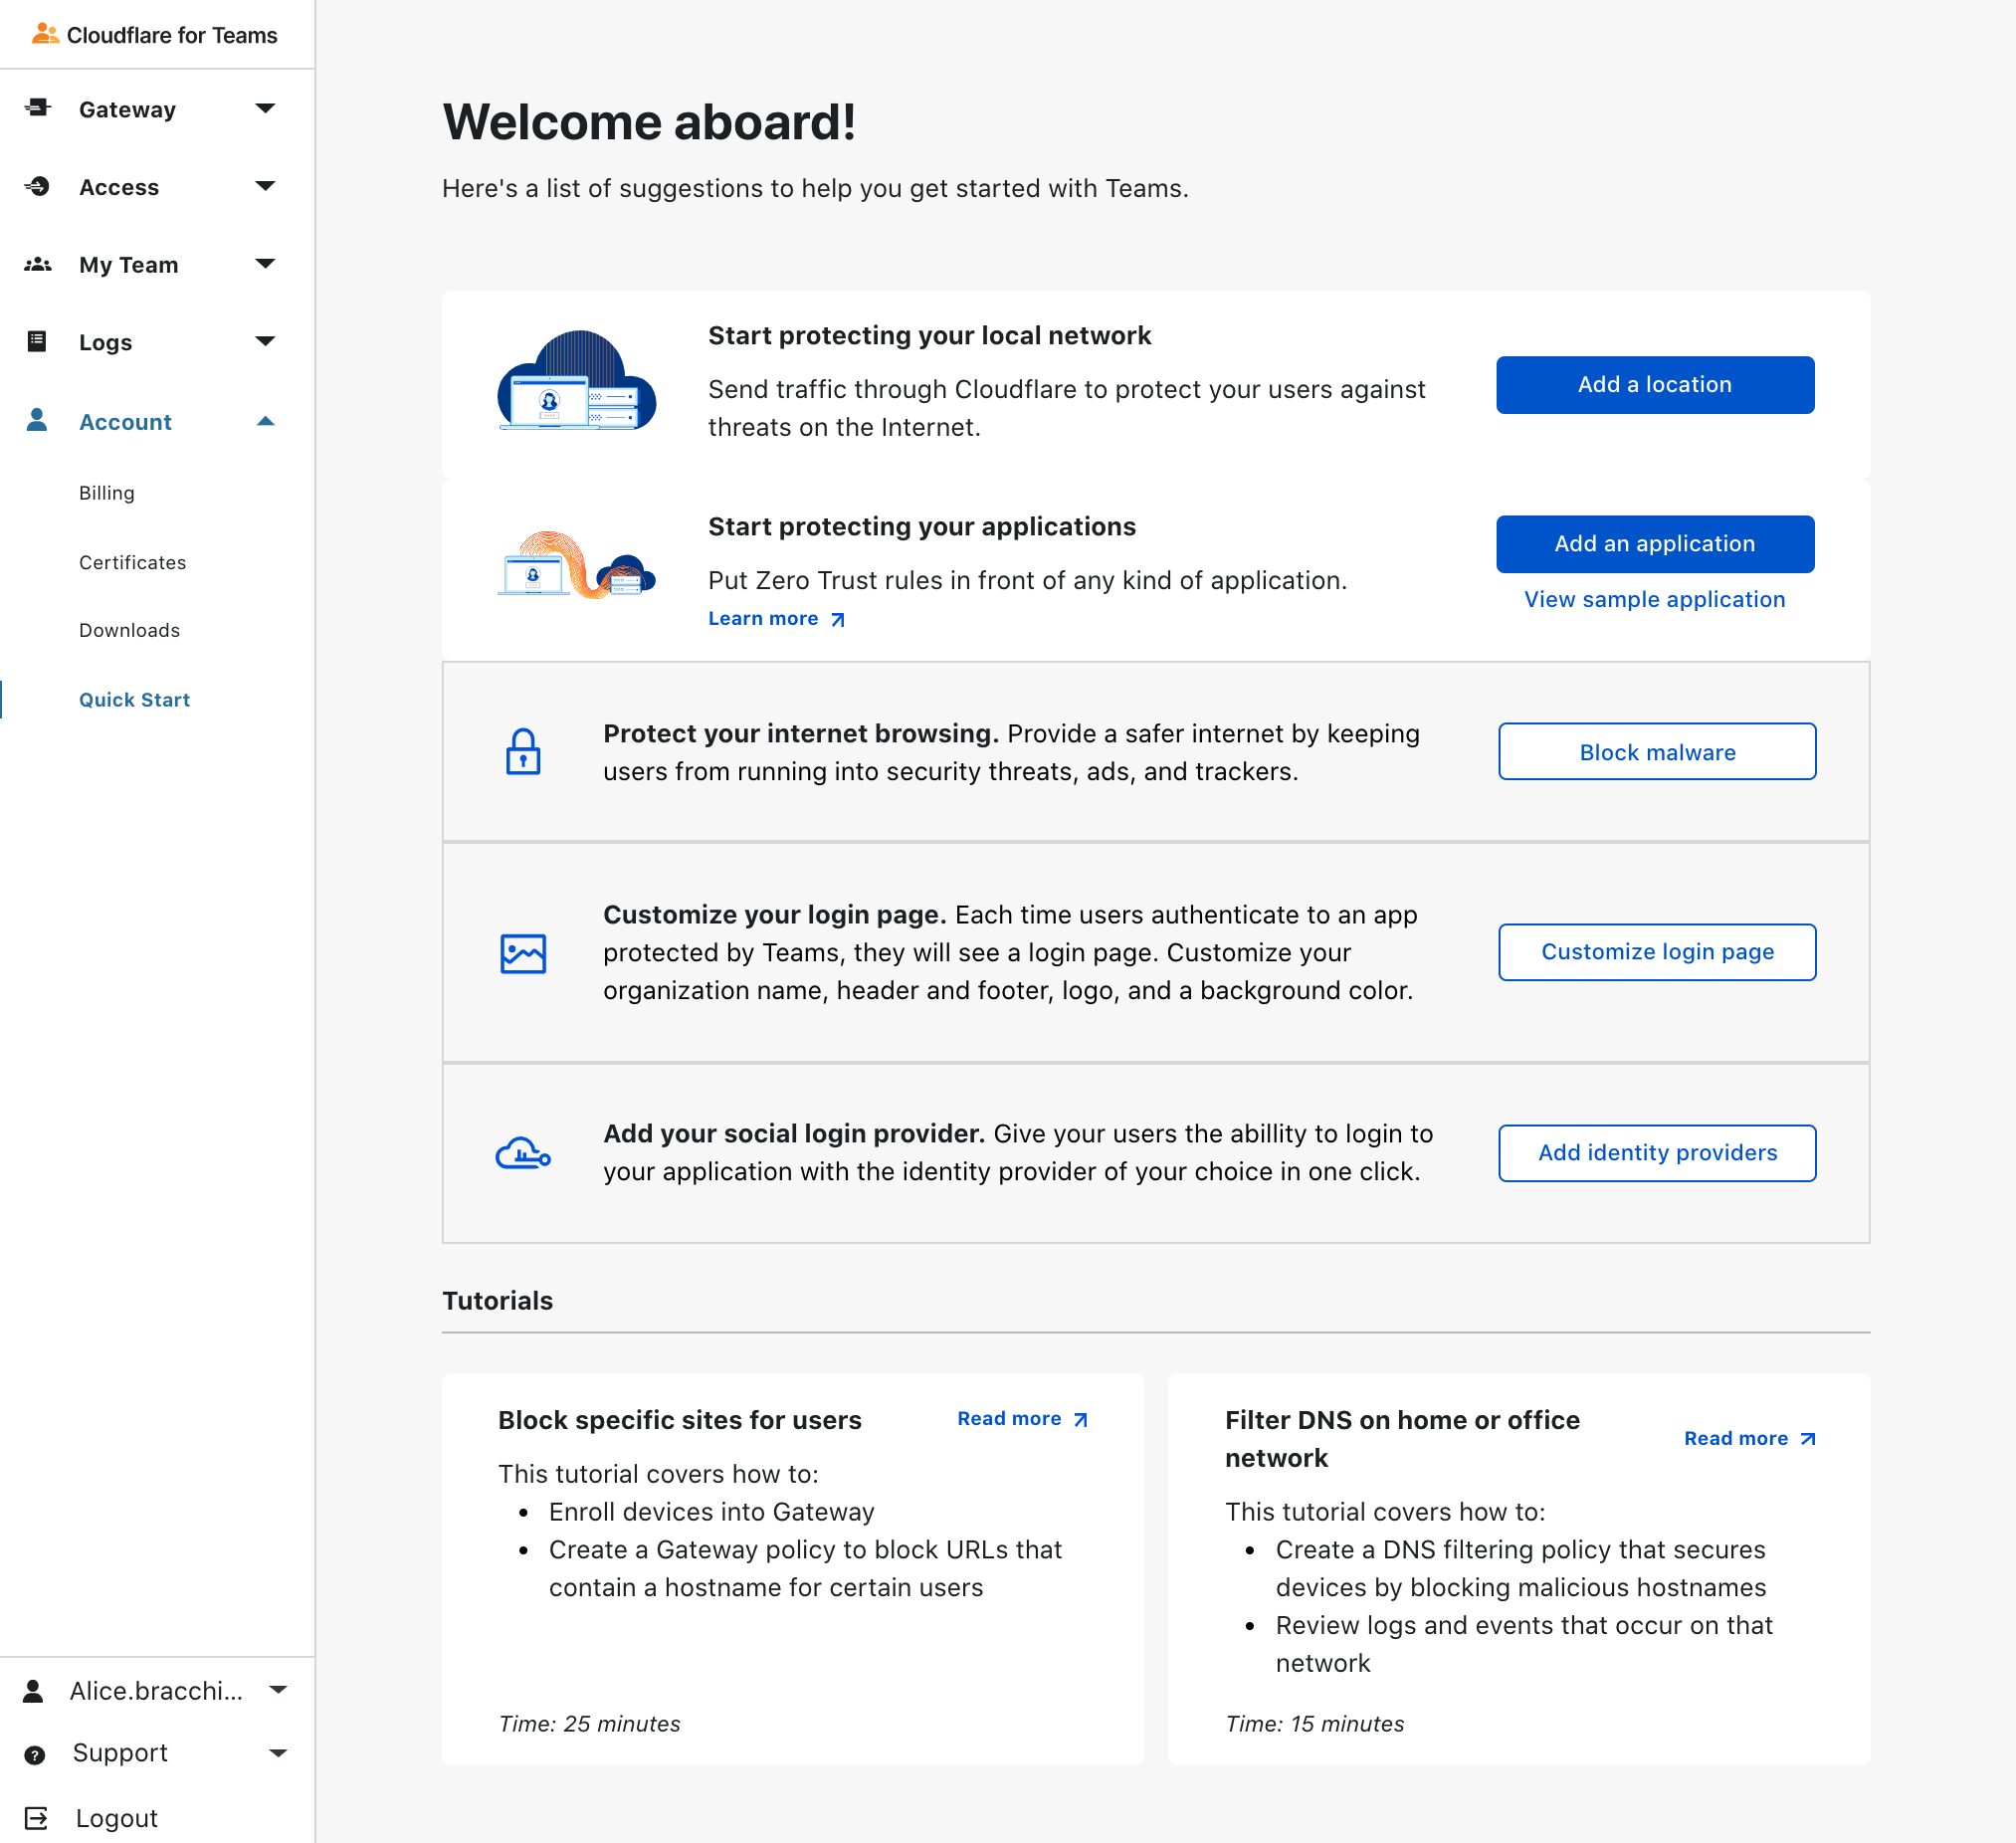 Cloudflare for Teams
Gateway
Access
My Team
Logs
Account
Billing
Certificates
Downloads
Quick Start
Alice.bracchi...
Support
Logout
Welcome aboard!
Here's a list of suggestions to help you get started with Teams.
Start protecting your local network
Send traffic through Cloudflare to protect your users against
threats on the Internet.
Add a location
Start protecting your applications
Put Zero Trust rules in front of any kind of application.
Learn more
Add an application
View sample application
Protect your internet browsing. Provide a safer internet by keeping
users from running into security threats, ads, and trackers.
Block malware
Customize your login page. Each time users authenticate to an app
protected by Teams, they will see a login page. Customize your
organization name, header and footer, logo, and a background color.
Customize login page
Add your social login provider. Give your users the abillity to login to
your application with the identity provider of your choice in one click.
Add identity providers
Tutorials
Block specific sites for users
Read more
This tutorial covers how to:
• Enroll devices into Gateway
• Create a Gateway policy to block URLs that
contain a hostname for certain users
Time: 25 minutes
Filter DNS on home or office
network
Read more
This tutorial covers how to:
• Create a DNS filtering policy that secures
devices by blocking malicious hostnames
• Review logs and events that occur on that
network
Time: 15 minutes